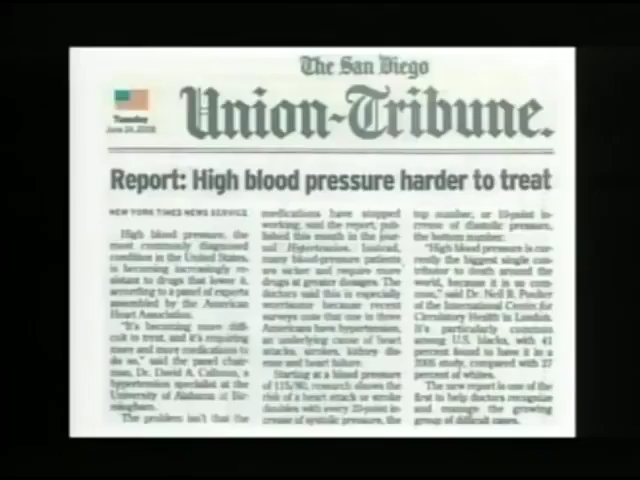 The San Diego
Union-Tribune.
Tuesday
June 24, 2008
Report: High blood pressure harder to treat
NEW YORK TIMES NEWS SERVICE
High blood pressure, the
most commonly diagnosed
condition in the United States,
is becoming increasingly re-
sistant to drugs that lower it,
according to a panel of experts
assembled by the American
Heart Association.
"It's becoming more diffi-
cult to treat, and it's requiring
more and more medications to
do so," said the panel chair-
man, Dr. David A. Calhoun, a
hypertension specialist at the
University of Alabama at Bir-
mingham.
The problem isn't that the
medications have stopped
working, said the report, pub-
lished this month in the jour-
nal Hypertension. Instead,
many blood-pressure patients
are sicker and require more
drugs at greater dosages. The
doctors said this is especially
worrisome because recent
surveys note that one in three
Americans have hypertension,
an underlying cause of heart
attacks, strokes, kidney dis-
ease and heart failure.
Starting at a blood pressure
of 115/80, research shows the
risk of a heart attack or stroke
doubles with every 20-point in-
crease of systolic pressure, the
top number, or 10-point in-
crease of diastolic pressure,
the bottom number.
"High blood pressure is cur-
rently the biggest single con-
tributor to death around the
world, because it is so com-
mon," said Dr. Neil R. Poulter
of the International Center for
Circulatory Health in London.
It's particularly common
among U.S. blacks, with 41
percent found to have it in a
2005 study, compared with 27
percent of whites.
The new report is one of the
first to help doctors recognize
and manage the growing
group of difficult cases.